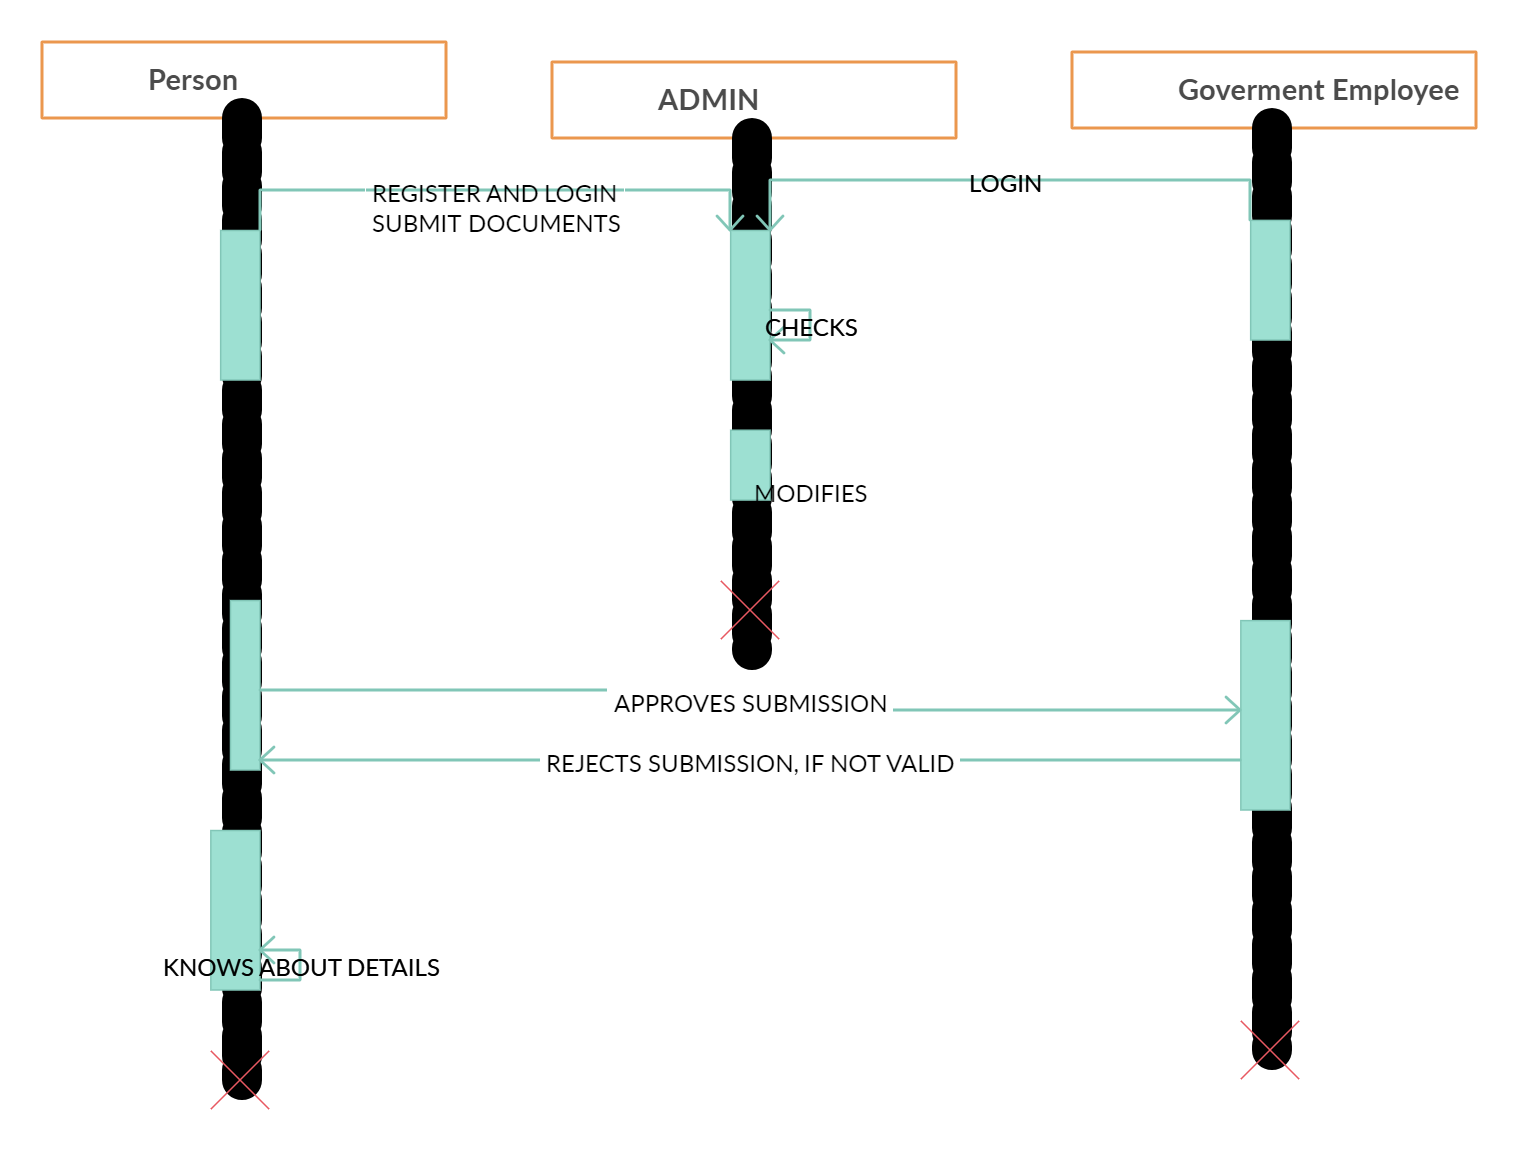 Person
ADMIN
Goverment Employee
REGISTER AND LOGIN
SUBMIT DOCUMENTS
LOGIN
CHECKS
MODIFIES
APPROVES SUBMISSION
REJECTS SUBMISSION, IF NOT VALID
KNOWS ABOUT DETAILS